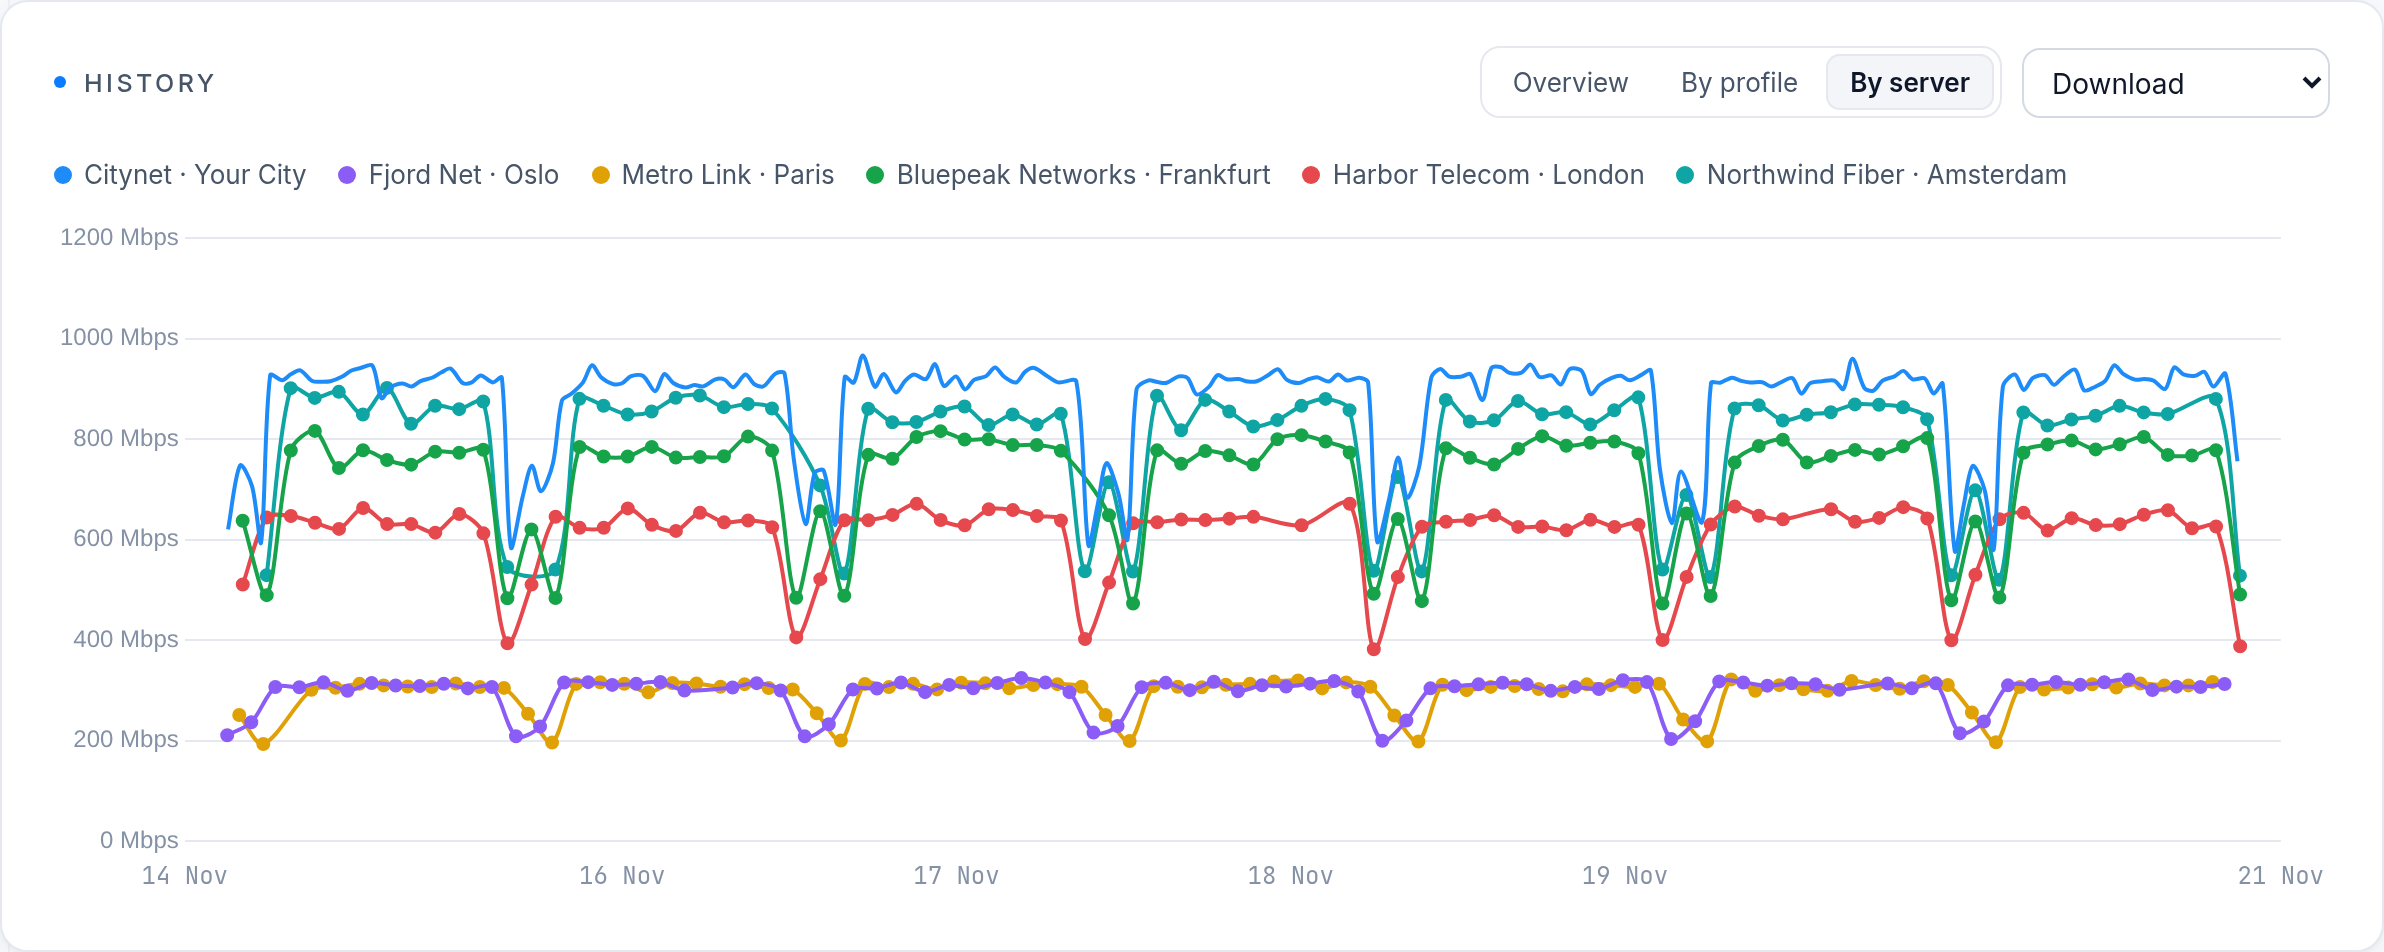 HISTORY
Overview By profile By server Download
Citynet · Your City Fjord Net · Oslo Metro Link · Paris Bluepeak Networks · Frankfurt Harbor Telecom · London Northwind Fiber · Amsterdam
1200 Mbps
1000 Mbps
800 Mbps
600 Mbps
400 Mbps
200 Mbps
0 Mbps
14 Nov 16 Nov 17 Nov 18 Nov 19 Nov 21 Nov